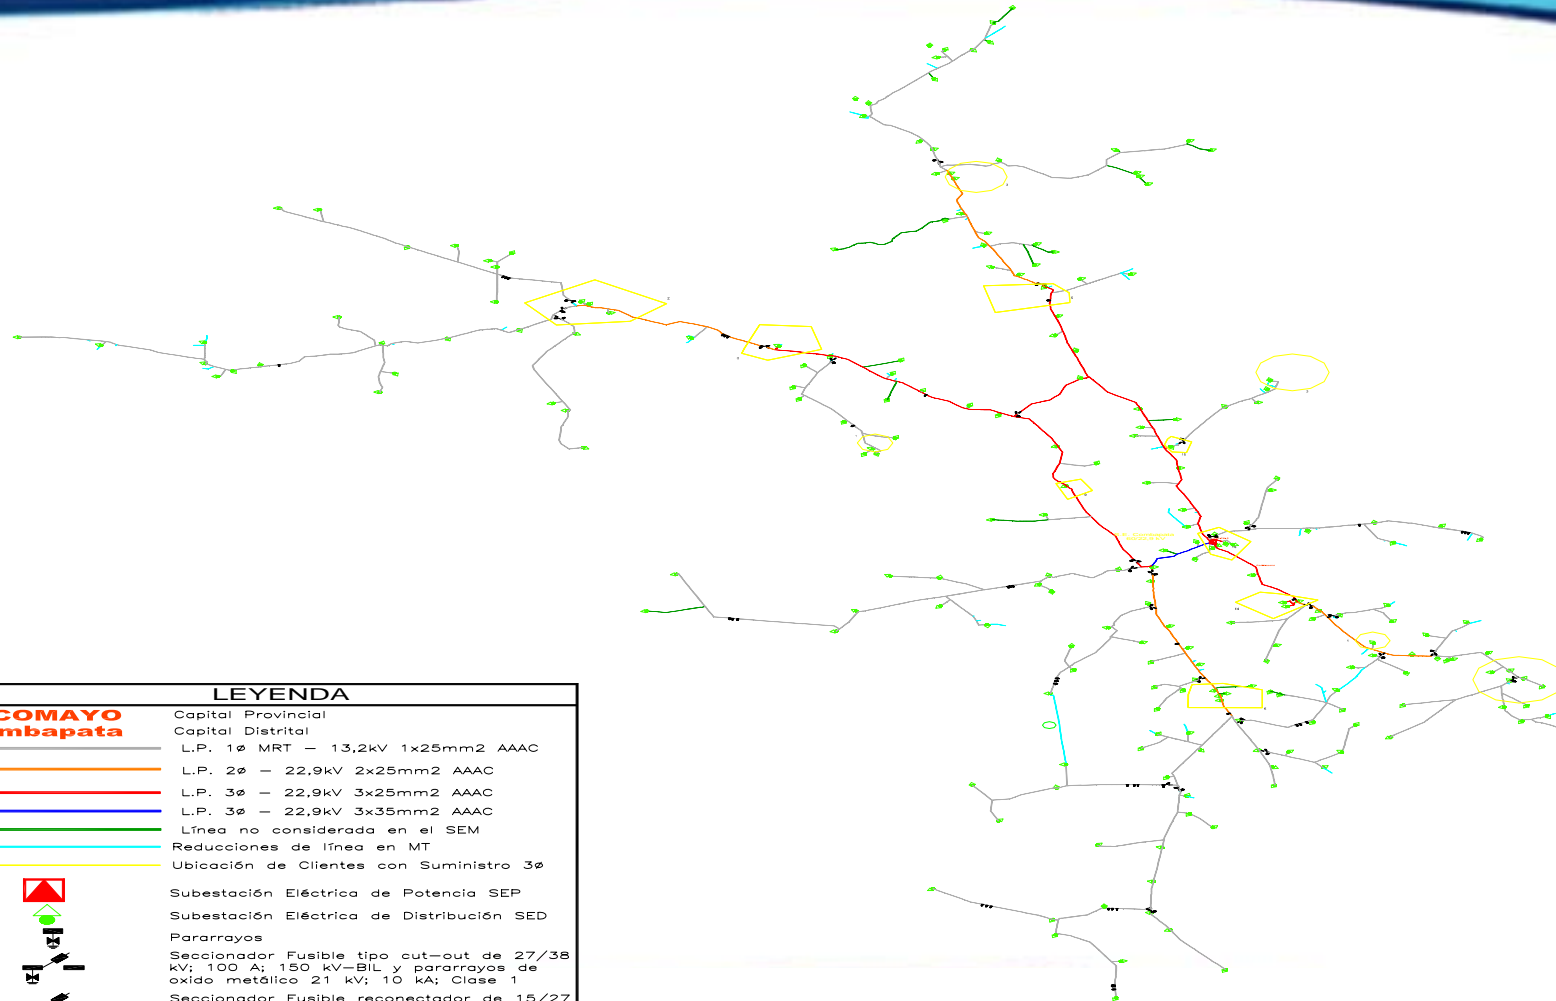 LEYENDA
COMAYO
mbapata
Capital Provincial
Capital Distrital
L.P. 1ø MRT – 13,2kV 1x25mm2 AAAC
L.P. 2ø – 22,9kV 2x25mm2 AAAC
L.P. 3ø – 22,9kV 3x25mm2 AAAC
L.P. 3ø – 22,9kV 3x35mm2 AAAC
Línea no considerada en el SEM
Reducciones de línea en MT
Ubicación de Clientes con Suministro 3ø
Subestación Eléctrica de Potencia SEP
Subestación Eléctrica de Distribución SED
Pararrayos
Seccionador Fusible tipo cut–out de 27/38
kV; 100 A; 150 kV–BIL y pararrayos de
oxido metálico 21 kV; 10 kA; Clase 1
Seccionador Fusible reconectador de 15/27